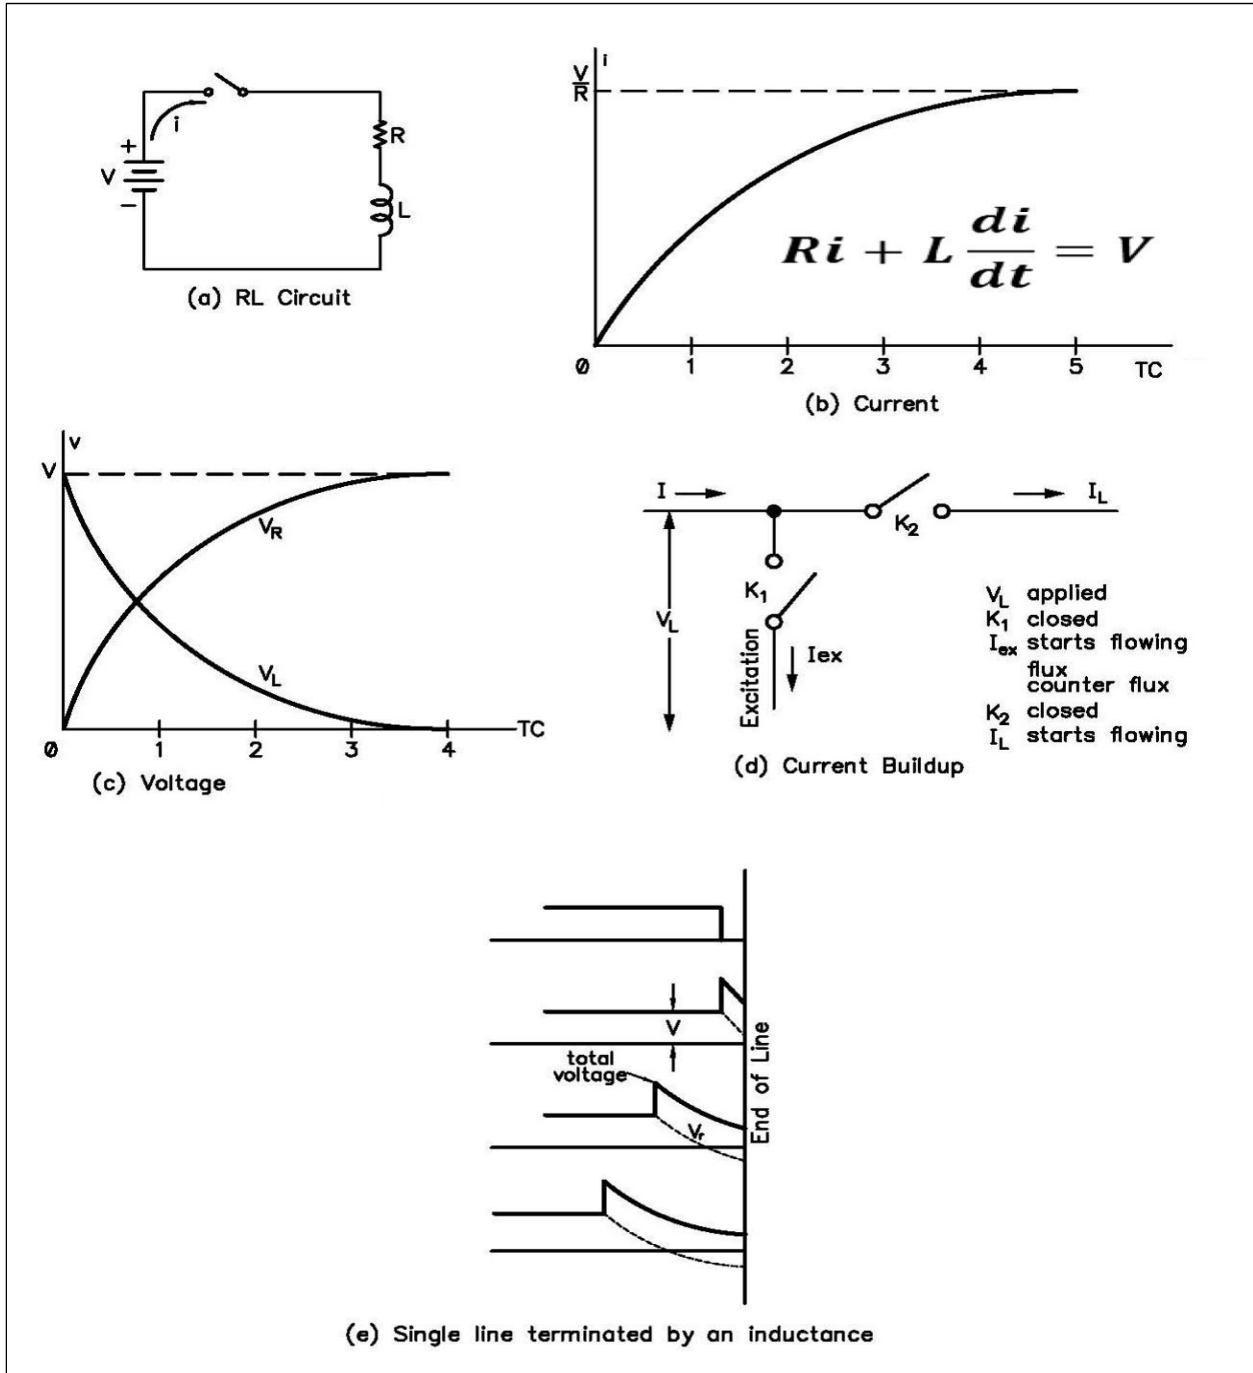 i
+
V
−
R
L
(a) RL Circuit
i
V
R
Ri + L di/dt = V
0 1 2 3 4 5 TC
(b) Current
v
V
V_R
V_L
0 1 2 3 4 TC
(c) Voltage
I
I_L
K_2
K_1
V_L
Excitation
Iex
V_L applied
K_1 closed
I_ex starts flowing
flux
counter flux
K_2 closed
I_L starts flowing
(d) Current Buildup
V
total
voltage
V_r
End of Line
(e) Single line terminated by an inductance